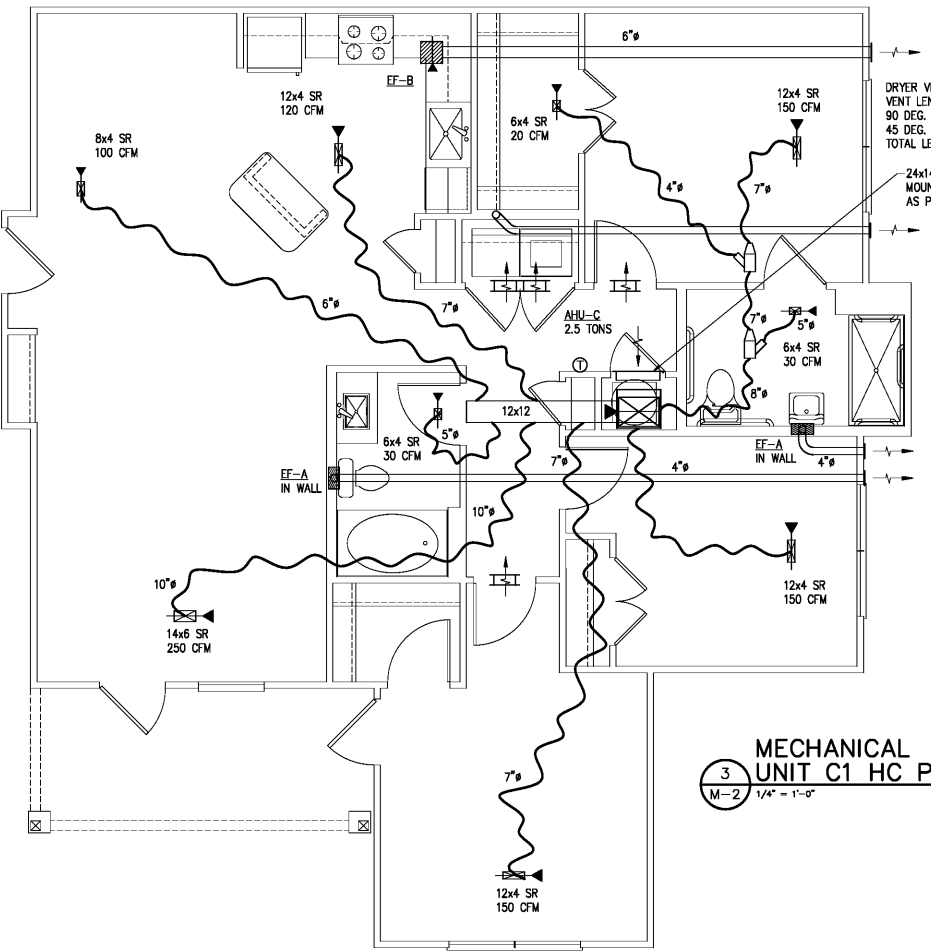 6"ø
EF-B
12x4 SR
120 CFM
8x4 SR
100 CFM
6x4 SR
20 CFM
12x4 SR
150 CFM
DRYER
VENT
90 DEG.
45 DEG.
TOTAL
4"ø
7"ø
MOUN
AS P
6"ø
7"ø
AHU-C
2.5 TONS
7"ø
5"ø
6x4 SR
30 CFM
T
8"ø
12x12
6x4 SR
30 CFM
5"ø
EF-A
IN WALL
7"ø
4"ø
EF-A
IN WALL
4"ø
10"ø
10"ø
14x6 SR
250 CFM
12x4 SR
150 CFM
7"ø
12x4 SR
150 CFM
3
M-2
MECHANICAL
UNIT C1 HC P
1/4" = 1'-0"